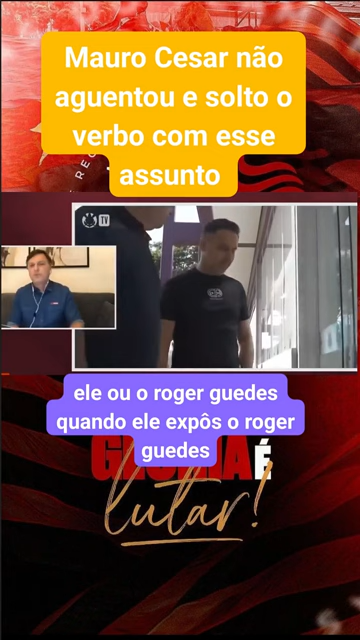 Mauro Cesar não
aguentou e solto o
verbo com esse
assunto
TV
ele ou o roger guedes
quando ele expôs o roger
guedes
É
lutar!